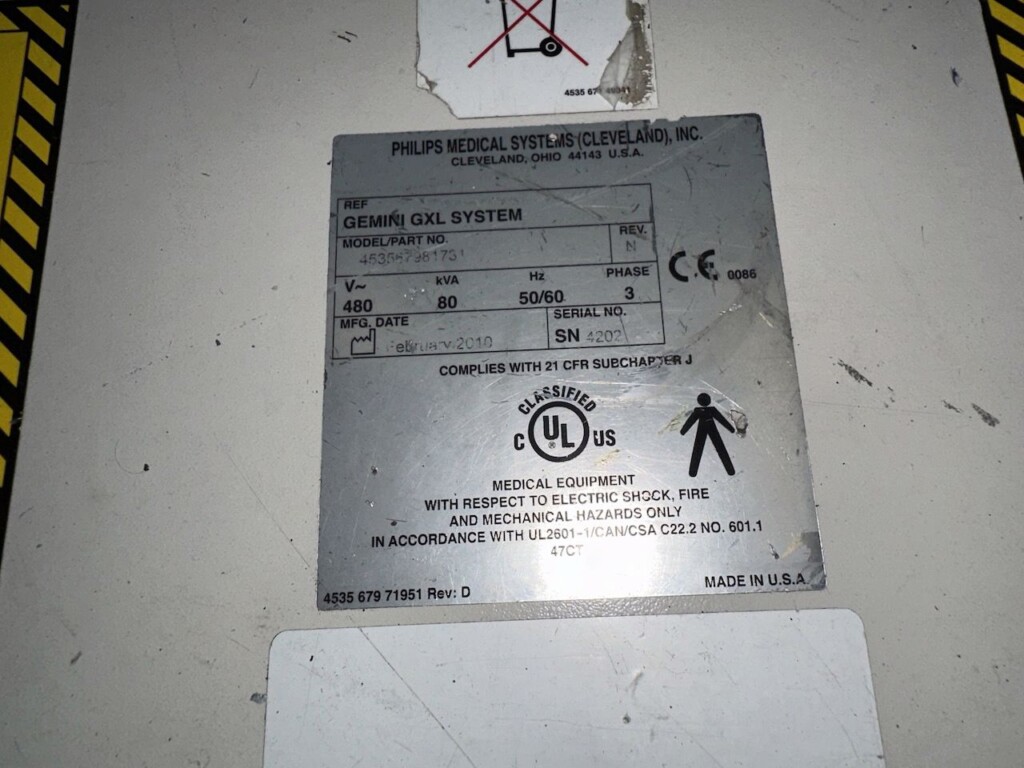 4535 67
PHILIPS MEDICAL SYSTEMS (CLEVELAND), INC.
CLEVELAND, OHIO 44143 U.S.A.
REF
GEMINI GXL SYSTEM
MODEL/PART NO.
REV.
N
V~ kVA Hz PHASE
480 80 50/60 3
CE 0086
MFG. DATE
SERIAL NO.
February 2010
SN 4202
COMPLIES WITH 21 CFR SUBCHAPTER J
CLASSIFIED
C UL ® US
MEDICAL EQUIPMENT
WITH RESPECT TO ELECTRIC SHOCK, FIRE
AND MECHANICAL HAZARDS ONLY
IN ACCORDANCE WITH UL2601-1/CAN/CSA C22.2 NO. 601.1
47CT
4535 679 71951 Rev: D
MADE IN U.S.A.